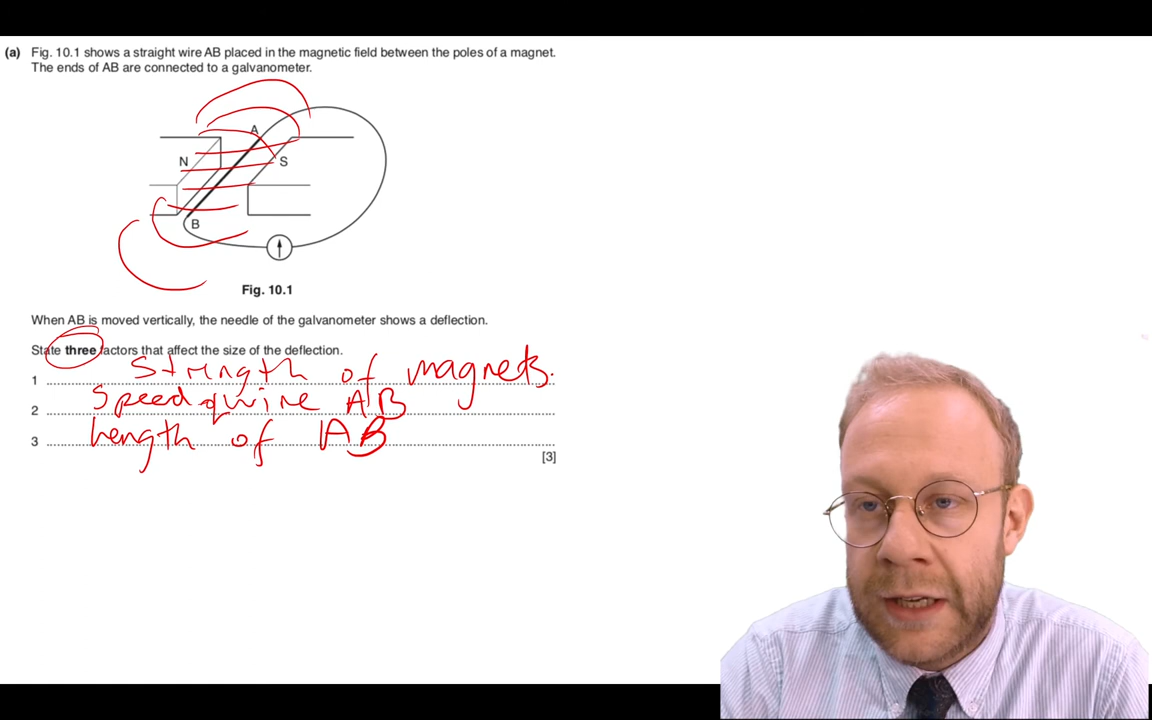 (a) Fig. 10.1 shows a straight wire AB placed in the magnetic field between the poles of a magnet.
The ends of AB are connected to a galvanometer.
A
N
S
B
Fig. 10.1
When AB is moved vertically, the needle of the galvanometer shows a deflection.
State three factors that affect the size of the deflection.
1 Strength of magnets.
2 Speed of wire AB
3 Length of AB
[3]